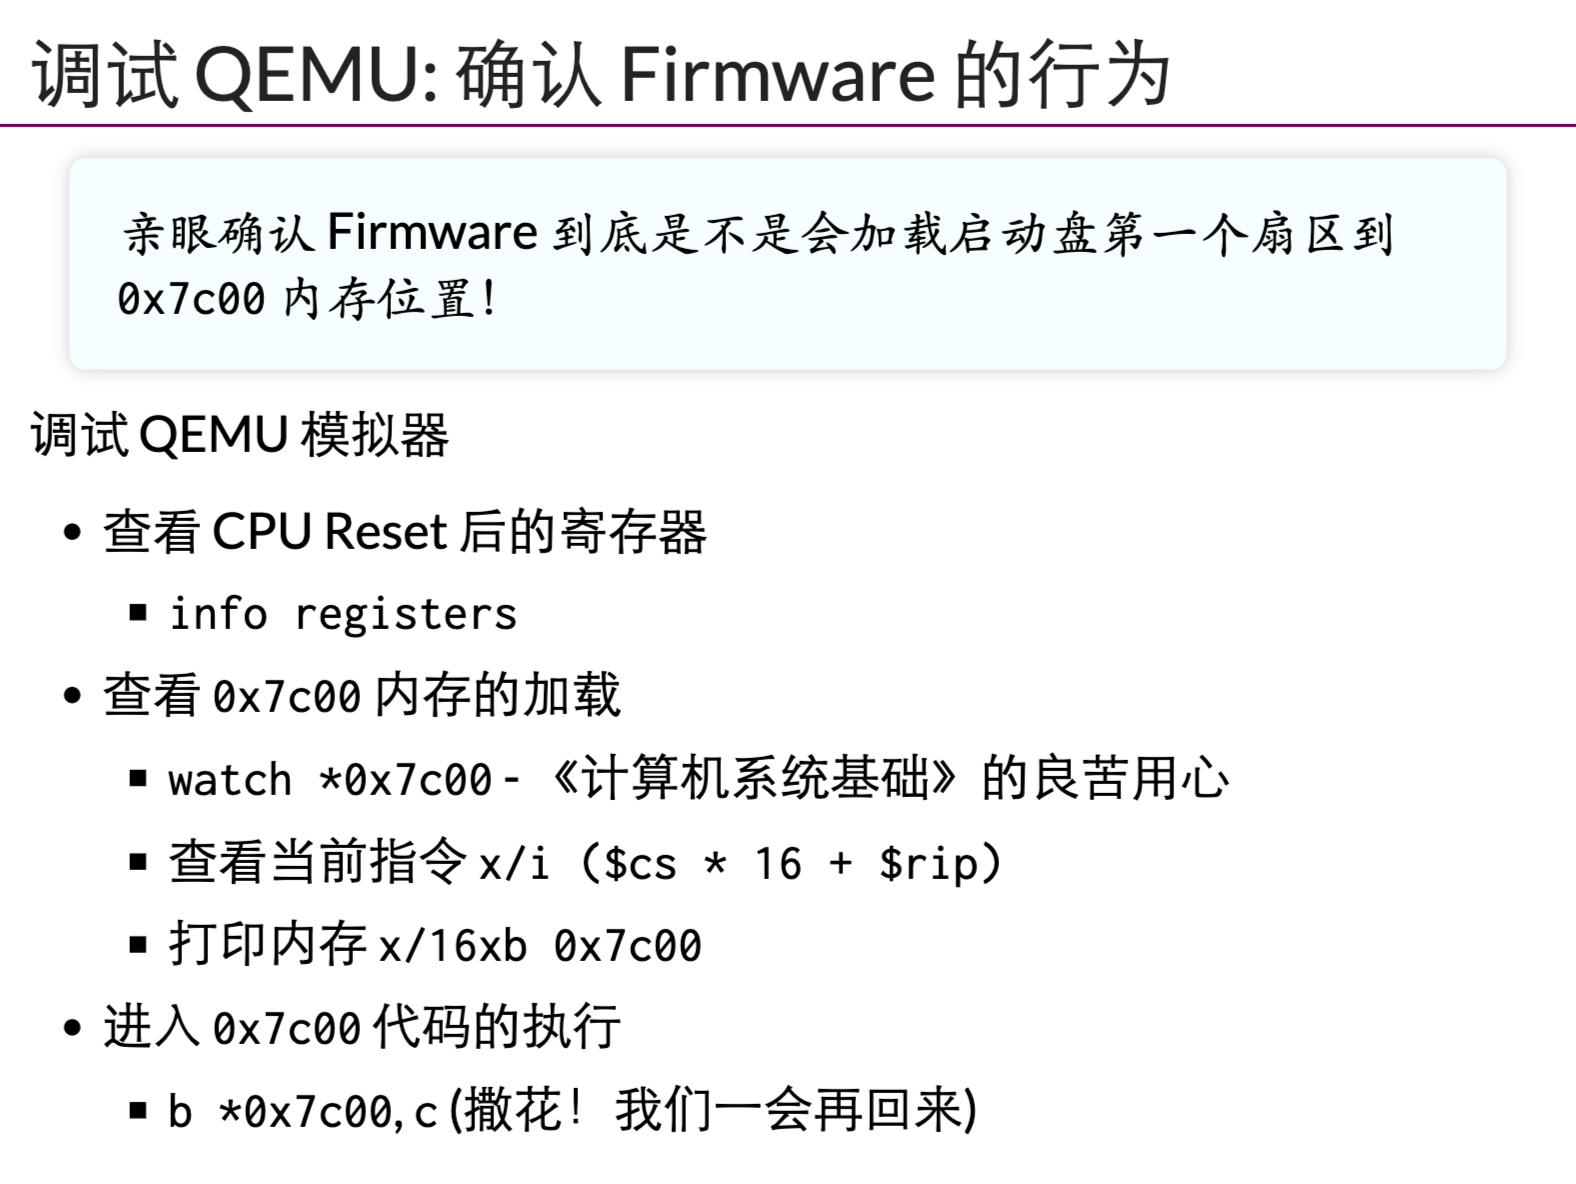 调试 QEMU: 确认 Firmware 的行为
亲眼确认 Firmware 到底是不是会加载启动盘第一个扇区到
0x7c00 内存位置！
调试 QEMU 模拟器
• 查看 CPU Reset 后的寄存器
▪ info registers
• 查看 0x7c00 内存的加载
▪ watch *0x7c00 - 《计算机系统基础》的良苦用心
▪ 查看当前指令 x/i ($cs * 16 + $rip)
▪ 打印内存 x/16xb 0x7c00
• 进入 0x7c00 代码的执行
▪ b *0x7c00, c (撒花！我们一会再回来)